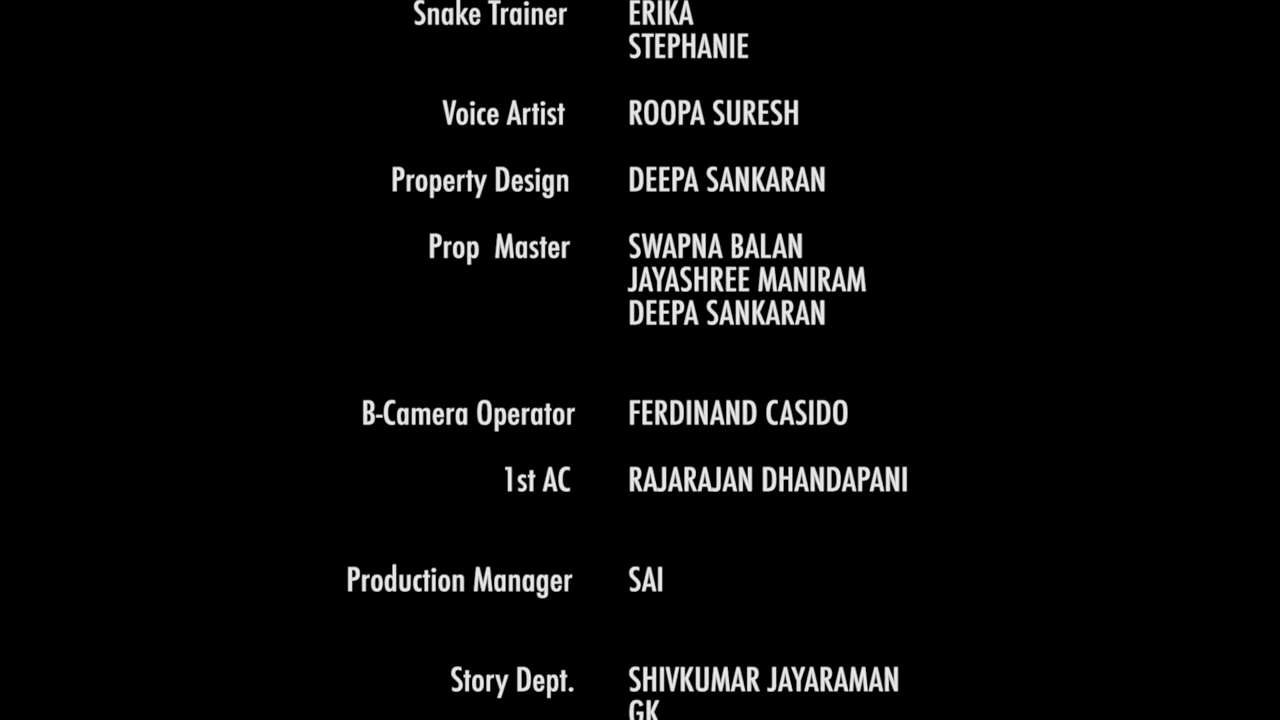 Snake Trainer ERIKA
STEPHANIE
Voice Artist ROOPA SURESH
Property Design DEEPA SANKARAN
Prop Master SWAPNA BALAN
JAYASHREE MANIRAM
DEEPA SANKARAN
B-Camera Operator FERDINAND CASIDO
1st AC RAJARAJAN DHANDAPANI
Production Manager SAI
Story Dept. SHIVKUMAR JAYARAMAN
GK